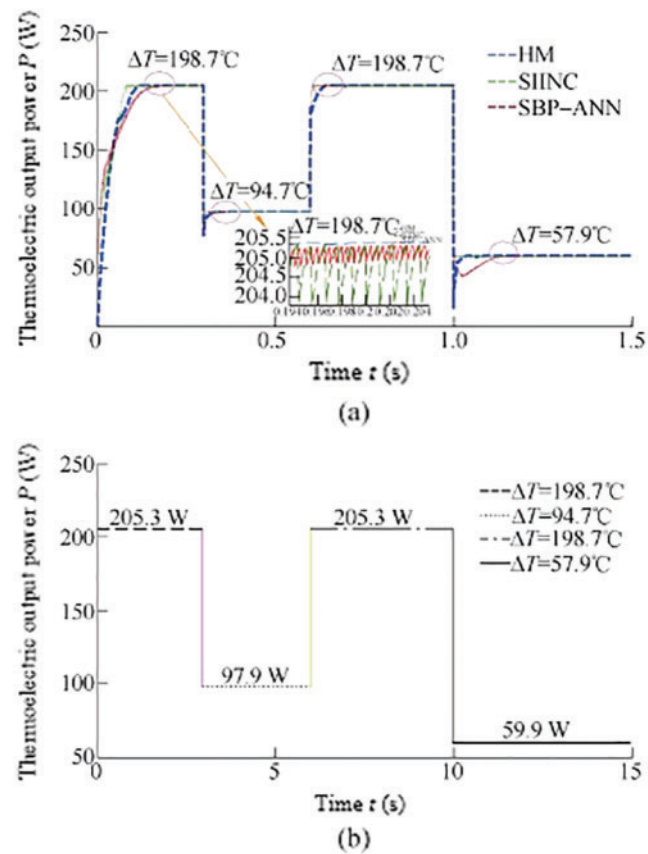 Thermoelectric output power P (W)
250
200
150
100
50
0
0.5
1.0
1.5
ΔT=198.7℃
ΔT=198.7℃
ΔT=94.7℃
ΔT=57.9℃
HM
SIINC
SBP-ANN
ΔT=198.7℃
205.5
205.0
204.5
204.0
Time t (s)
(a)
Thermoelectric output power P (W)
250
200
150
100
50
0
5
10
15
205.3 W
97.9 W
205.3 W
59.9 W
ΔT=198.7℃
ΔT=94.7℃
ΔT=198.7℃
ΔT=57.9℃
Time t (s)
(b)